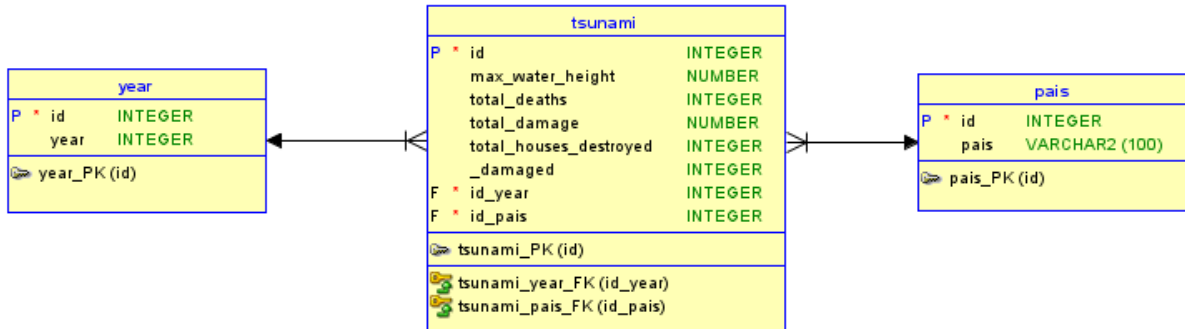 year
P * id INTEGER
year INTEGER
year_PK (id)
tsunami
P * id INTEGER
max_water_height NUMBER
total_deaths INTEGER
total_damage NUMBER
total_houses_destroyed INTEGER
_damaged INTEGER
F * id_year INTEGER
F * id_pais INTEGER
tsunami_PK (id)
tsunami_year_FK (id_year)
tsunami_pais_FK (id_pais)
pais
P * id INTEGER
pais VARCHAR2 (100)
pais_PK (id)